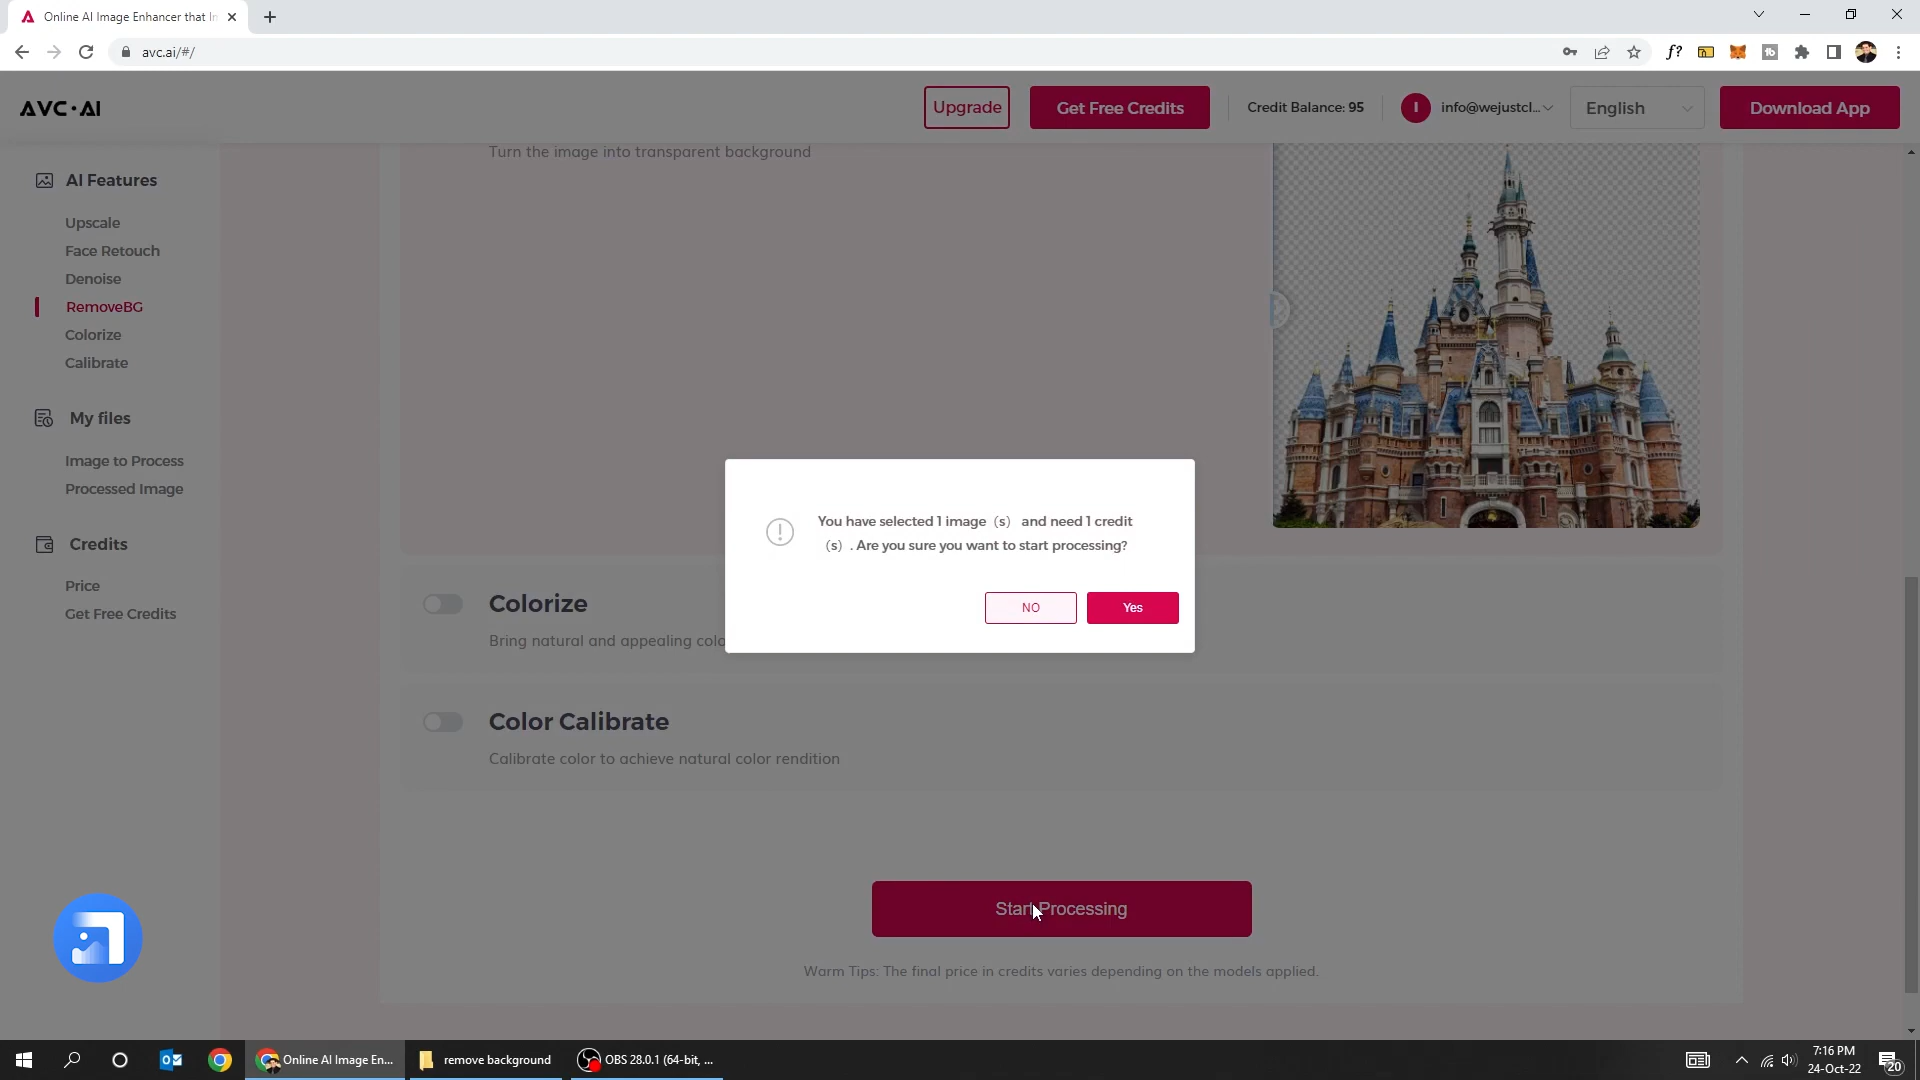 Online AI Image Enhancer that In
avc.ai/#/
AVC·AI
Upgrade
Get Free Credits
Credit Balance: 95
I
info@wejustcl...
English
Download App
AI Features
Upscale
Face Retouch
Denoise
RemoveBG
Colorize
Calibrate
My files
Image to Process
Processed Image
Credits
Price
Get Free Credits
Turn the image into transparent background
You have selected 1 image（s） and need 1 credit
（s）. Are you sure you want to start processing?
NO
Yes
Colorize
Bring natural and appealing colo
Color Calibrate
Calibrate color to achieve natural color rendition
Start Processing
Warm Tips: The final price in credits varies depending on the models applied.
Online AI Image En...
remove background
OBS 28.0.1 (64-bit, ...
7:16 PM
24-Oct-22
20